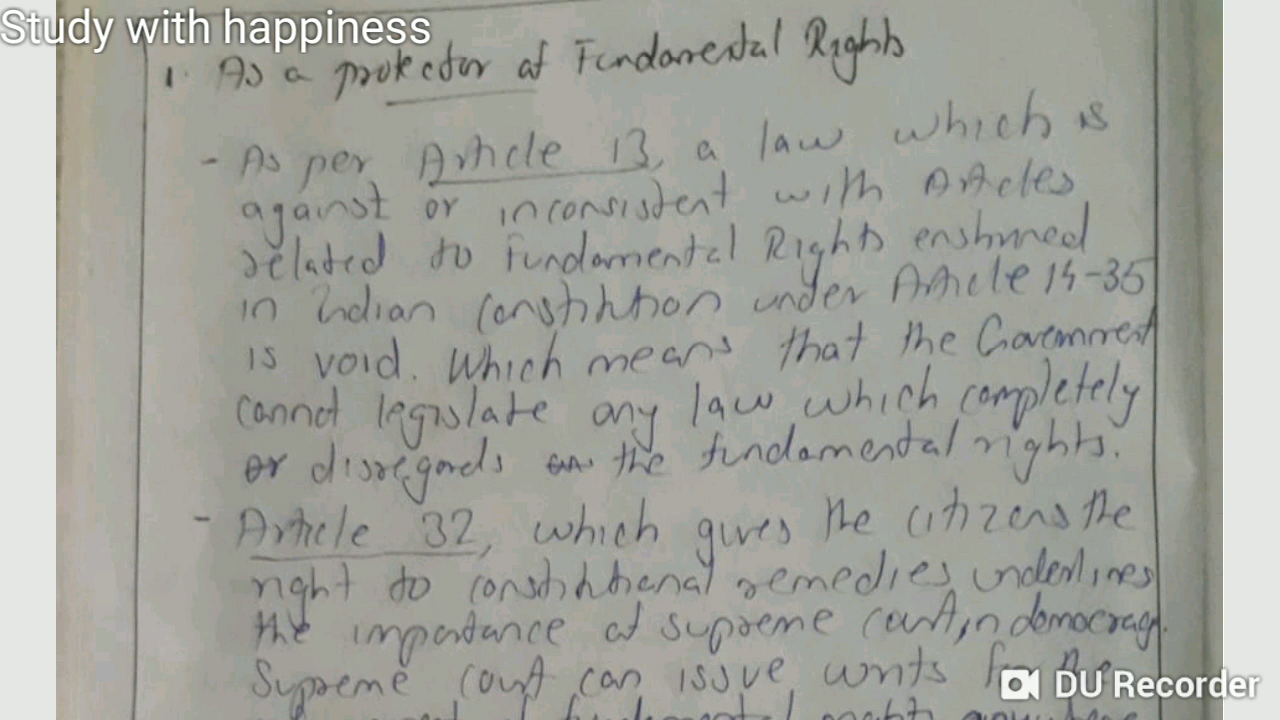 Study with happiness
1. As a protector of Fundamental Rights
- As per Article 13, a law which is
against or inconsistent with Articles
related to Fundamental Rights enshrined
in Indian Constitution under Article 14-35
is void. Which means that the Government
cannot legislate any law which completely
or disregards the fundamental rights.
- Article 32, which gives the citizens the
right to constitutional remedies underlines
the importance of supreme court in democracy.
Supreme court can issue writs for the
fundamental rights
DU Recorder